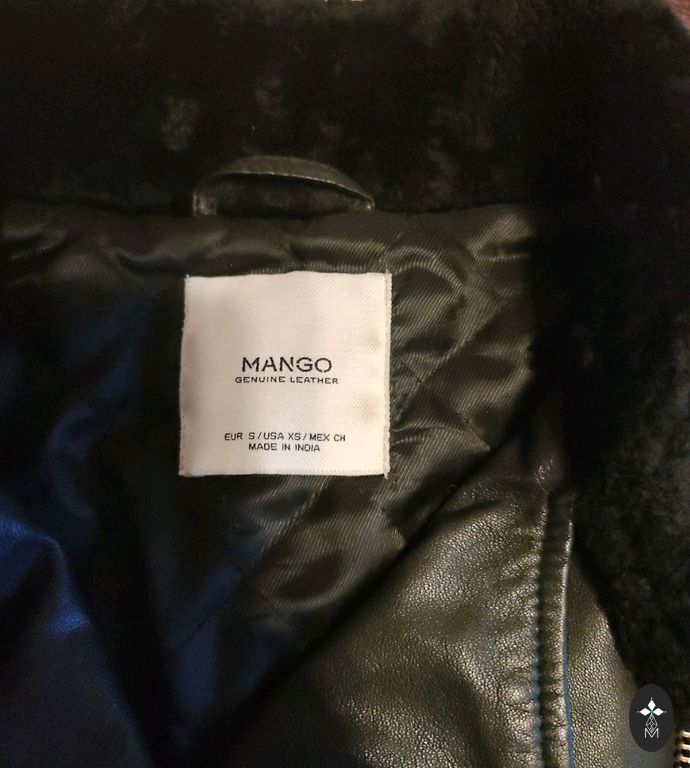 MANGO
GENUINE LEATHER
EUR S / USA XS / MEX CH
MADE IN INDIA
M